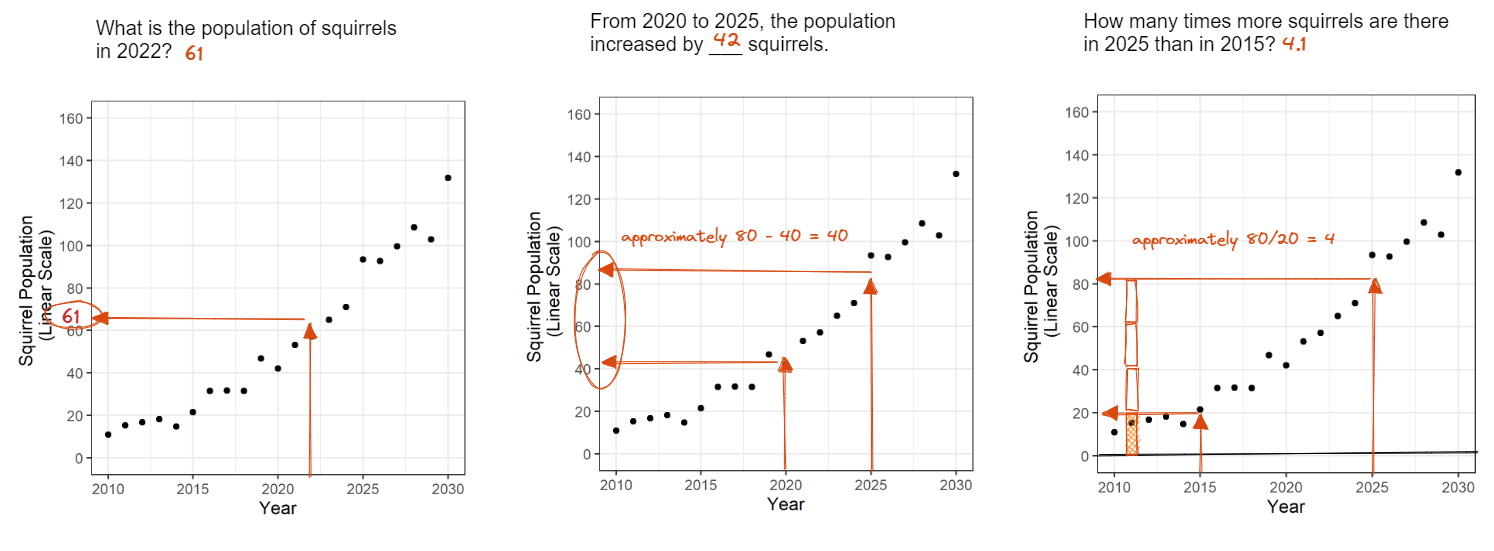 What is the population of squirrels
in 2022? 61
160
140
120
100
80
60
40
20
0
61
Squirrel Population
(Linear Scale)
2010 2015 2020 2025 2030
Year
From 2020 to 2025, the population
increased by 42 squirrels.
approximately 80 - 40 = 40
160
140
120
100
80
60
40
20
0
Squirrel Population
(Linear Scale)
2010 2015 2020 2025 2030
Year
How many times more squirrels are there
in 2025 than in 2015? 4.1
approximately 80/20 = 4
160
140
120
100
80
60
40
20
0
Squirrel Population
(Linear Scale)
2010 2015 2020 2025 2030
Year